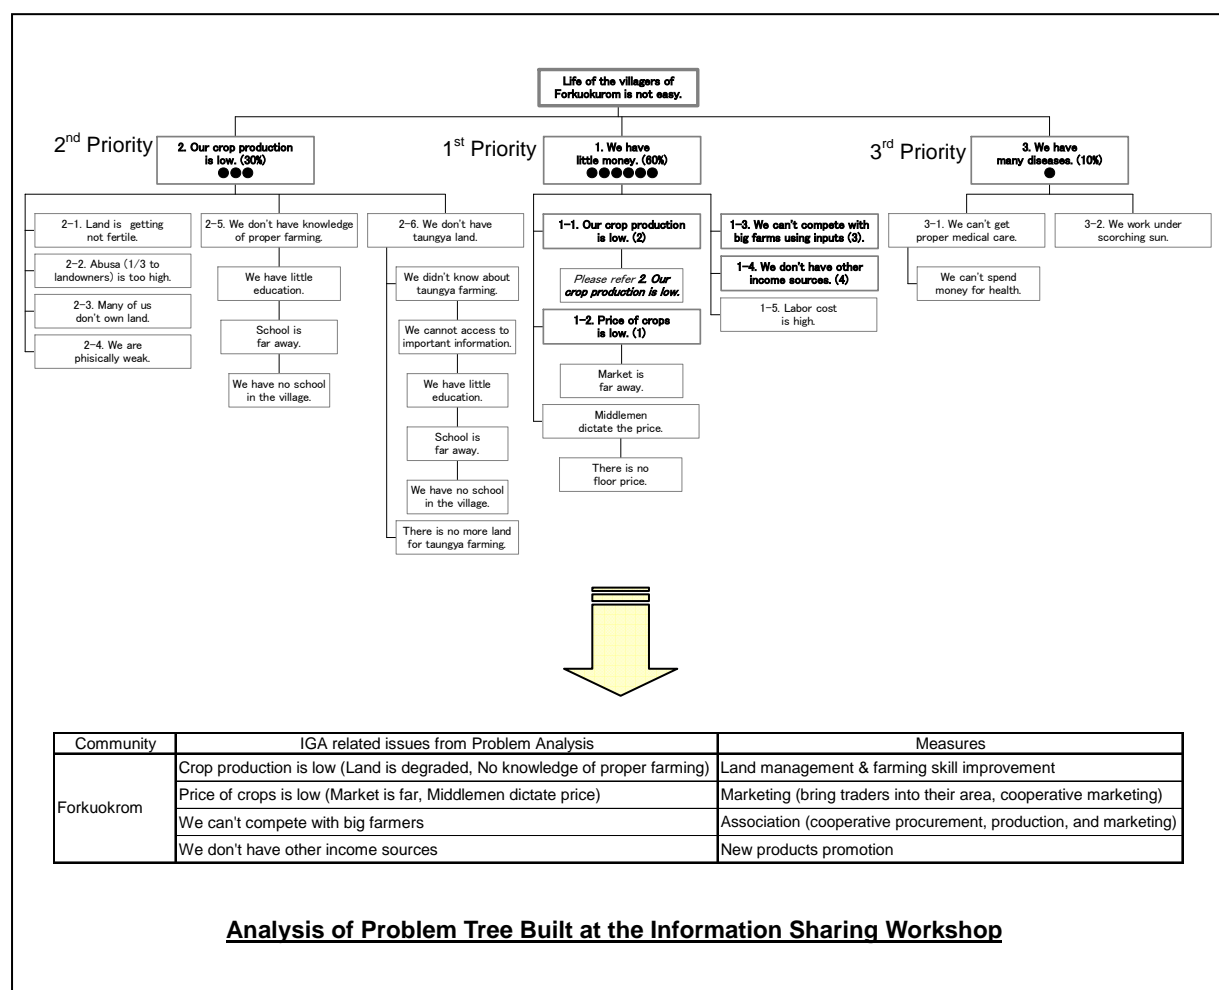 Life of the villagers of
Forkuokurom is not easy.
2nd Priority
2. Our crop production
is low. (30%)
●●●
1st Priority
1. We have
little money. (60%)
●●●●●●
3rd Priority
3. We have
many diseases. (10%)
●
2-1. Land is getting
not fertile.
2-2. Abusa (1/3 to
landowners) is too high.
2-3. Many of us
don't own land.
2-4. We are
phisically weak.
2-5. We don't have knowledge
of proper farming.
We have little
education.
School is
far away.
We have no school
in the village.
2-6. We don't have
taungya land.
We didn't know about
taungya farming.
We cannot access to
important information.
We have little
education.
School is
far away.
We have no school
in the village.
There is no more land
for taungya farming.
1-1. Our crop production
is low. (2)
Please refer 2. Our
crop production is low.
1-2. Price of crops
is low. (1)
Market is
far away.
Middlemen
dictate the price.
There is no
floor price.
1-3. We can't compete with
big farms using inputs (3).
1-4. We don't have other
income sources. (4)
1-5. Labor cost
is high.
3-1. We can't get
proper medical care.
We can't spend
money for health.
3-2. We work under
scorching sun.
Community IGA related issues from Problem Analysis Measures
Forkuokrom
Crop production is low (Land is degraded, No knowledge of proper farming) Land management & farming skill improvement
Price of crops is low (Market is far, Middlemen dictate price) Marketing (bring traders into their area, cooperative marketing)
We can't compete with big farmers Association (cooperative procurement, production, and marketing)
We don't have other income sources New products promotion
Analysis of Problem Tree Built at the Information Sharing Workshop